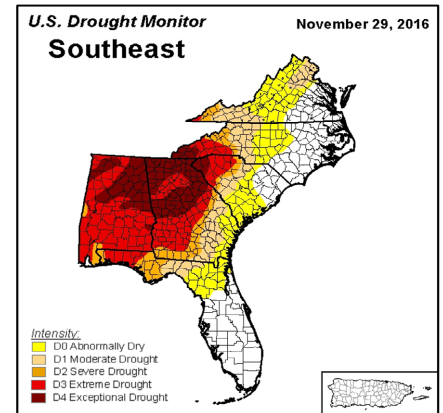 U.S. Drought Monitor
November 29, 2016
Southeast
Intensity:
D0 Abnormally Dry
D1 Moderate Drought
D2 Severe Drought
D3 Extreme Drought
D4 Exceptional Drought